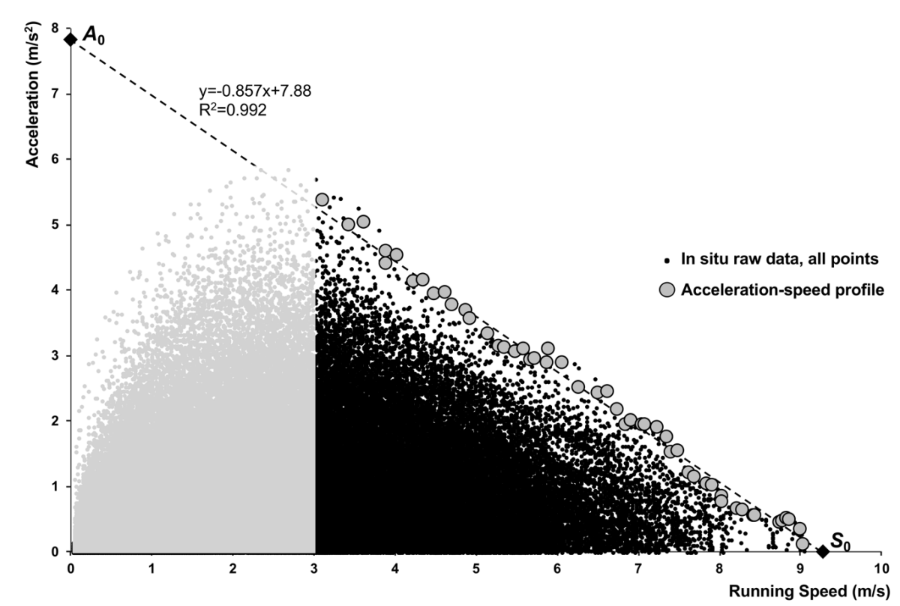 8
A₀
7
6
5
4
3
2
1
0
Acceleration (m/s²)
y=-0.857x+7.88
R²=0.992
In situ raw data, all points
Acceleration-speed profile
S₀
0 1 2 3 4 5 6 7 8 9 10
Running Speed (m/s)